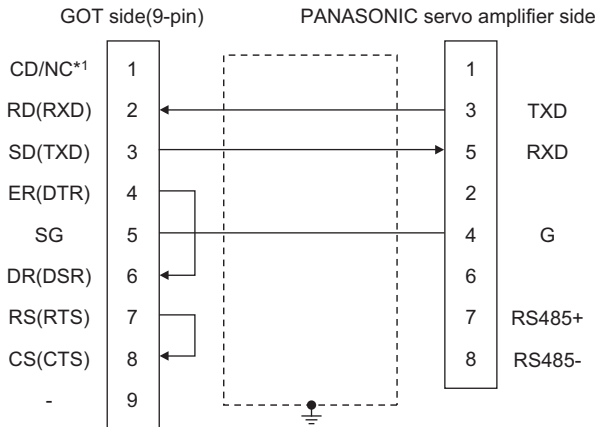 GOT side(9-pin) PANASONIC servo amplifier side
CD/NC*1 1 1
RD(RXD) 2 3 TXD
SD(TXD) 3 5 RXD
ER(DTR) 4 2
SG 5 4 G
DR(DSR) 6 6
RS(RTS) 7 7 RS485+
CS(CTS) 8 8 RS485-
- 9